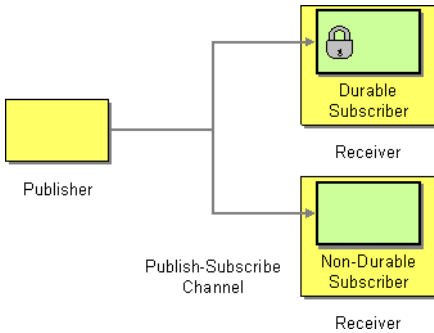 Durable
Subscriber
Receiver
Publisher
Publish-Subscribe
Channel
Non-Durable
Subscriber
Receiver